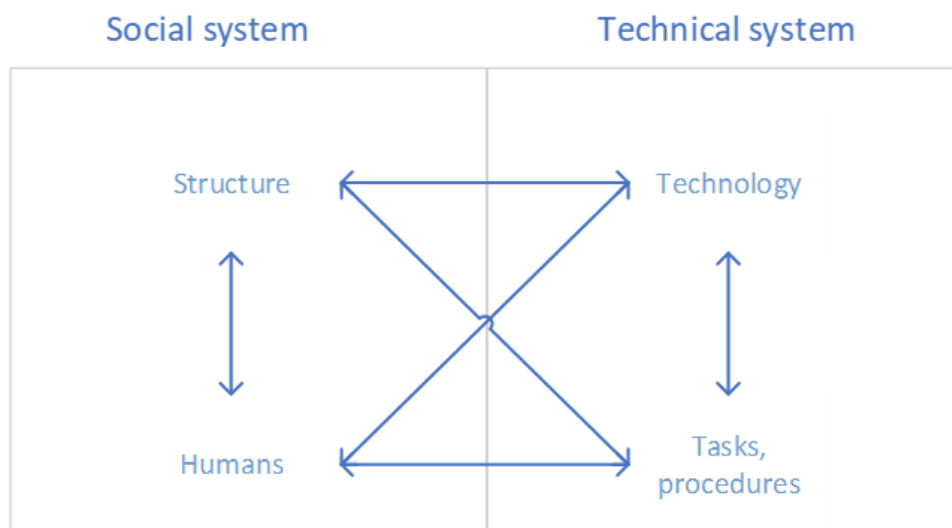 Social system
Technical system
Structure
Technology
Humans
Tasks,
procedures